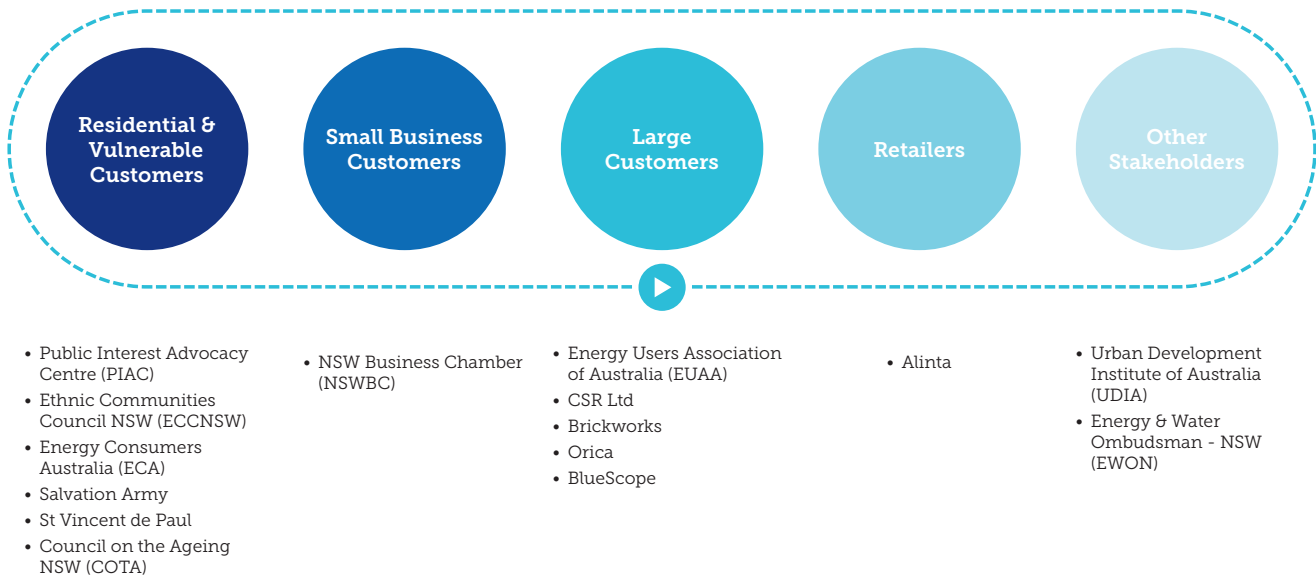 Residential &
Vulnerable
Customers
Small Business
Customers
Large
Customers
Retailers
Other
Stakeholders
• Public Interest Advocacy
Centre (PIAC)
• Ethnic Communities
Council NSW (ECCNSW)
• Energy Consumers
Australia (ECA)
• Salvation Army
• St Vincent de Paul
• Council on the Ageing
NSW (COTA)
• NSW Business Chamber
(NSWBC)
• Energy Users Association
of Australia (EUAA)
• CSR Ltd
• Brickworks
• Orica
• BlueScope
• Alinta
• Urban Development
Institute of Australia
(UDIA)
• Energy & Water
Ombudsman - NSW
(EWON)